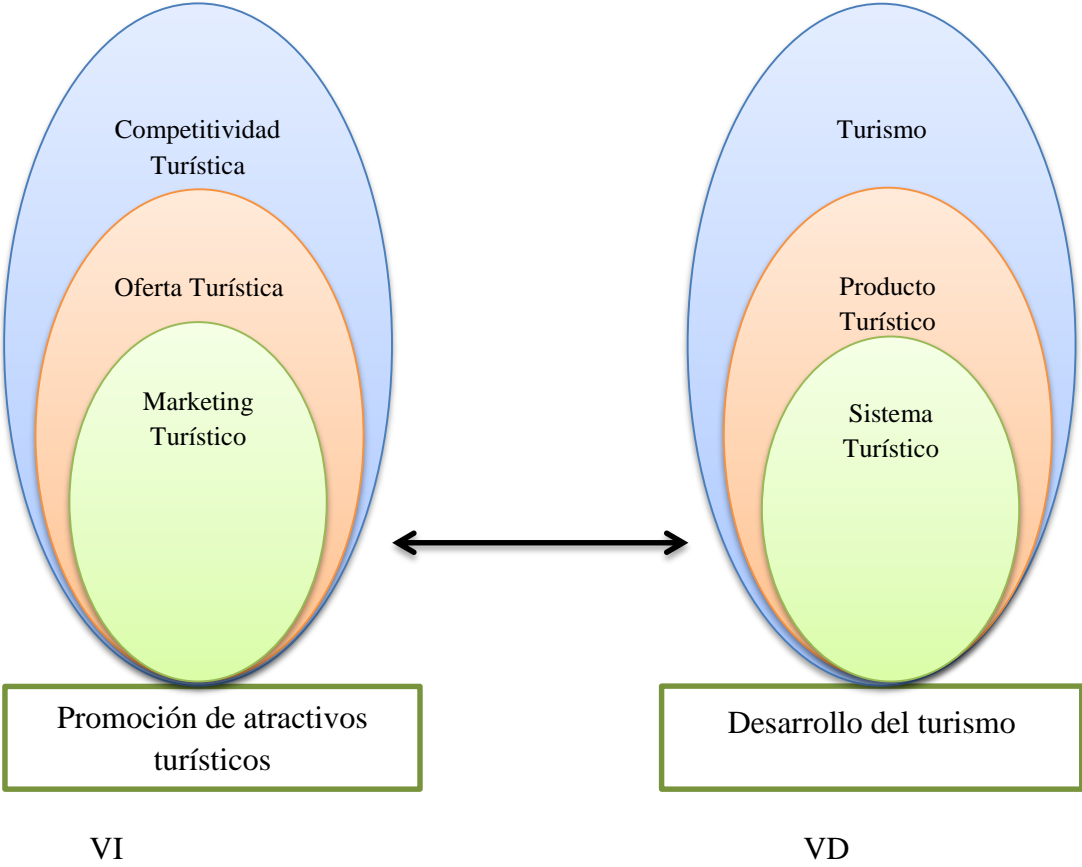 Competitividad
Turística
Oferta Turística
Marketing
Turístico
Promoción de atractivos
turísticos
VI
Turismo
Producto
Turístico
Sistema
Turístico
Desarrollo del turismo
VD